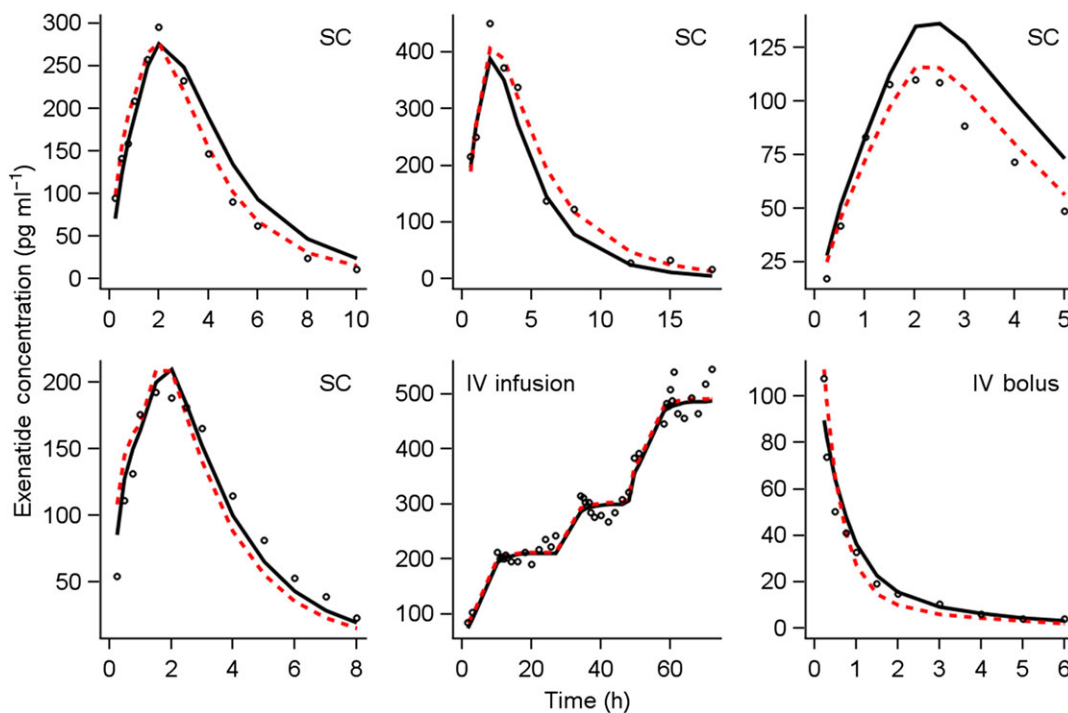 Exenatide concentration (pg ml⁻¹)
SC
300
250
200
150
100
50
0
0 2 4 6 8 10
SC
400
300
200
100
0
0 5 10 15
SC
125
100
75
50
25
0 1 2 3 4 5
SC
200
150
100
50
0 2 4 6 8
IV infusion
500
400
300
200
100
0 20 40 60
IV bolus
100
80
60
40
20
0
0 1 2 3 4 5 6
Time (h)